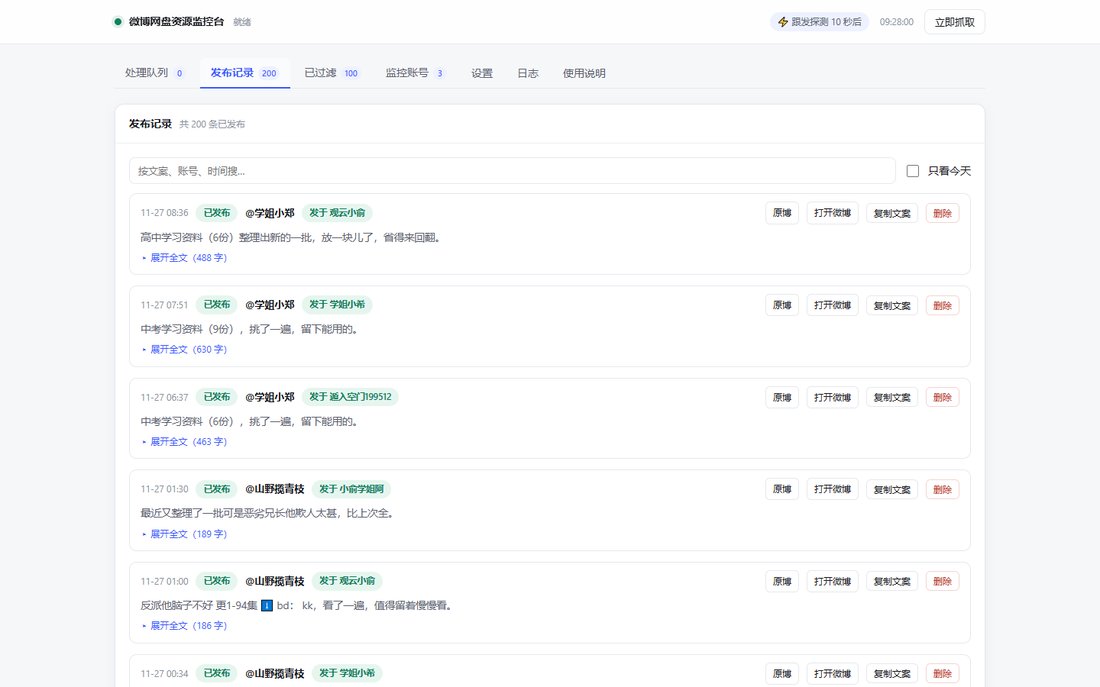 微博网盘资源监控台 就绪 ⚡ 跟发探测 10 秒后 09:28:00 立即抓取
处理队列 0 发布记录 200 已过滤 100 监控账号 3 设置 日志 使用说明
发布记录 共 200 条已发布
按文案、账号、时间搜... 只看今天
11-27 08:36 已发布 @学姐小郑 发于 观云小俞 原博 打开微博 复制文案 删除
高中学习资料（6份）整理出新的一批，放一块儿了，省得来回翻。
▸ 展开全文（488 字）
11-27 07:51 已发布 @学姐小郑 发于 学姐小希 原博 打开微博 复制文案 删除
中考学习资料（9份），挑了一遍，留下能用的。
▸ 展开全文（630 字）
11-27 06:37 已发布 @学姐小郑 发于 遁入空门199512 原博 打开微博 复制文案 删除
中考学习资料（6份），挑了一遍，留下能用的。
▸ 展开全文（463 字）
11-27 01:30 已发布 @山野揽青枝 发于 小俞学姐阿 原博 打开微博 复制文案 删除
最近又整理了一批可是恶劣兄长他欺人太甚，比上次全。
▸ 展开全文（189 字）
11-27 01:00 已发布 @山野揽青枝 发于 观云小俞 原博 打开微博 复制文案 删除
反派他脑子不好 更1-94集 bd： kk，看了一遍，值得留着慢慢看。
▸ 展开全文（186 字）
11-27 00:34 已发布 @山野揽青枝 发于 学姐小希 原博 打开微博 复制文案 删除